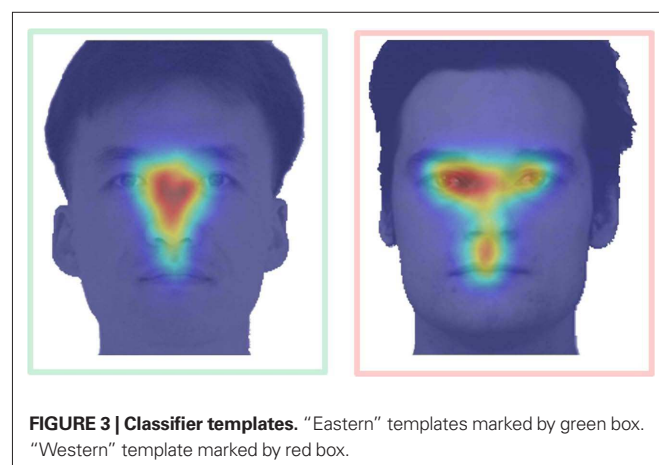 FIGURE 3 | Classifier templates. “Eastern” templates marked by green box.
“Western” template marked by red box.